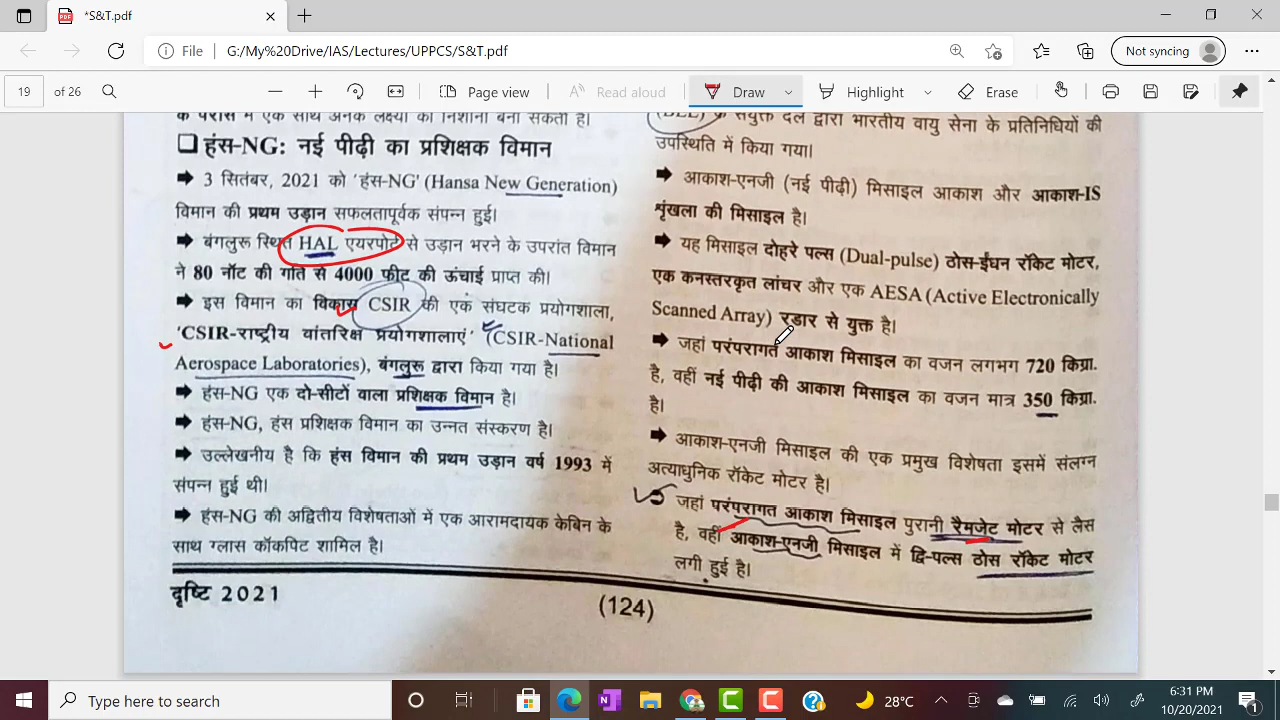 *S&T.pdf
File
G:/My%20Drive/IAS/Lectures/UPPCS/S&T.pdf
Not syncing
19 of 26
Page view
Read aloud
Draw
Highlight
Erase
❑ हंस-NG: नई पीढ़ी का प्रशिक्षक विमान
➡ 3 सितंबर, 2021 को 'हंस-NG' (Hansa New Generation)
विमान की प्रथम उड़ान सफलतापूर्वक संपन्न हुई।
➡ बंगलुरू स्थित HAL एयरपोर्ट से उड़ान भरने के उपरांत विमान
ने 80 नॉट की गति से 4000 फीट की ऊंचाई प्राप्त की।
➡ इस विमान का विकास CSIR की एक संघटक प्रयोगशाला,
'CSIR-राष्ट्रीय वांतरिक्ष प्रयोगशालाएं' (CSIR-National
Aerospace Laboratories), बंगलुरू द्वारा किया गया है।
➡ हंस-NG एक दो-सीटों वाला प्रशिक्षक विमान है।
➡ हंस-NG, हंस प्रशिक्षक विमान का उन्नत संस्करण है।
➡ उल्लेखनीय है कि हंस विमान की प्रथम उड़ान वर्ष 1993 में
संपन्न हुई थी।
➡ हंस-NG की अद्वितीय विशेषताओं में एक आरामदायक केबिन के
साथ ग्लास कॉकपिट शामिल है।
के संयुक्त दल द्वारा भारतीय वायु सेना के प्रतिनिधियों की
उपस्थिति में किया गया।
➡ आकाश-एनजी (नई पीढ़ी) मिसाइल आकाश और आकाश-IS
शृंखला की मिसाइल है।
➡ यह मिसाइल दोहरे पल्स (Dual-pulse) ठोस-ईंधन रॉकेट मोटर,
एक कनस्तरकृत लांचर और एक AESA (Active Electronically
Scanned Array) रडार से युक्त है।
➡ जहां परंपरागत आकाश मिसाइल का वजन लगभग 720 किग्रा.
है, वहीं नई पीढ़ी की आकाश मिसाइल का वजन मात्र 350 किग्रा.
है।
➡ आकाश-एनजी मिसाइल की एक प्रमुख विशेषता इसमें संलग्न
अत्याधुनिक रॉकेट मोटर है।
जहां परंपरागत आकाश मिसाइल पुरानी रैमजेट मोटर से लैस
है, वहीं आकाश-एनजी मिसाइल में द्वि-पल्स ठोस रॉकेट मोटर
लगी हुई है।
दृष्टि 2021
(124)
Type here to search
28°C
6:31 PM
10/20/2021